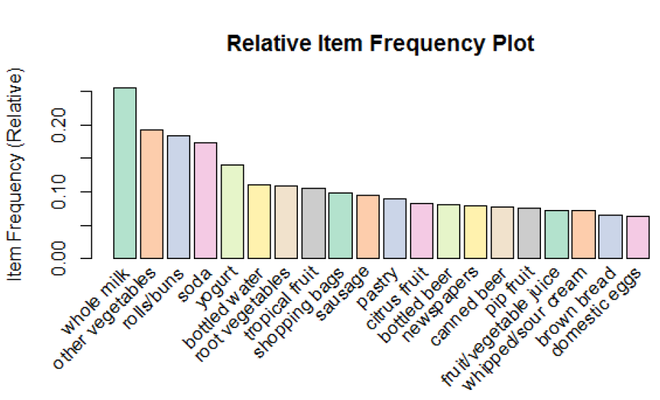 Relative Item Frequency Plot
Item Frequency (Relative)
0.20
0.10
0.00
whole milk
other vegetables
rolls/buns
soda
yogurt
bottled water
root vegetables
tropical fruit
shopping bags
sausage
pastry
citrus fruit
bottled beer
newspapers
canned beer
pip fruit
fruit/vegetable juice
whipped/sour cream
brown bread
domestic eggs